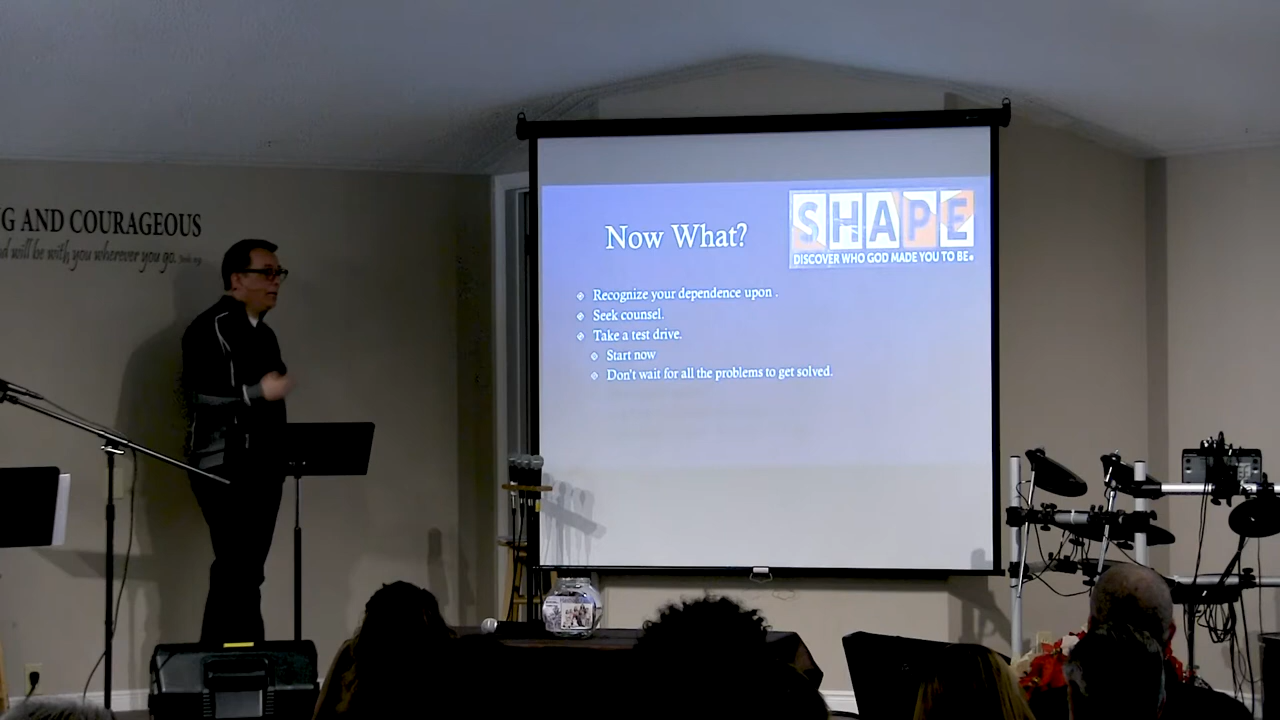 G AND COURAGEOUS
d will be with you wherever you go.
Now What?
SHAPE
DISCOVER WHO GOD MADE YOU TO BE.
Recognize your dependence upon .
Seek counsel.
Take a test drive.
Start now
Don't wait for all the problems to get solved.